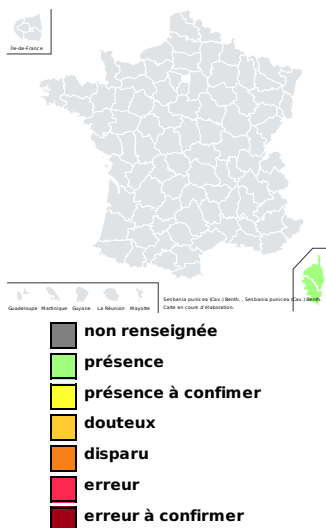 Île-de-France
Guadeloupe Martinique Guyane La Réunion Mayotte
Sesbania punicea (Cav.) Benth. , Sesbania punicea (Cav.) Benth
Carte en cours d'élaboration.
non renseignée
présence
présence à confimer
douteux
disparu
erreur
erreur à confirmer